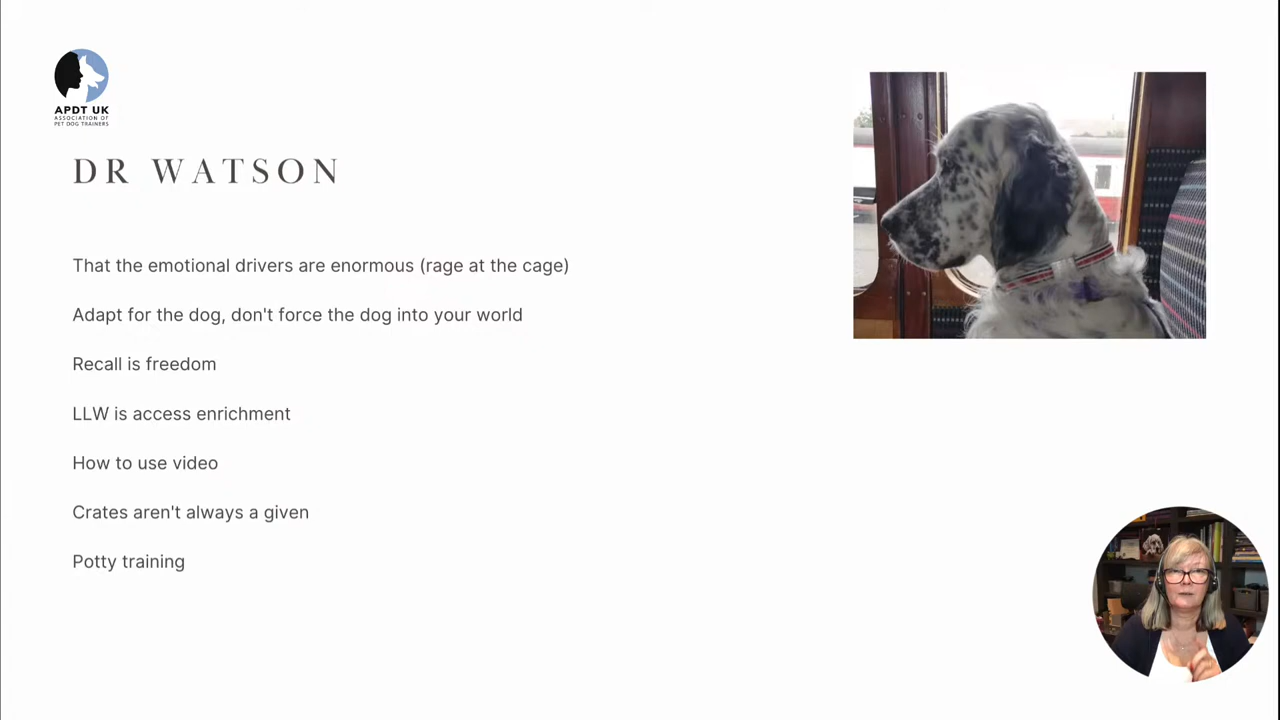 APDT UK
ASSOCIATION OF
PET DOG TRAINERS
DR WATSON
That the emotional drivers are enormous (rage at the cage)
Adapt for the dog, don't force the dog into your world
Recall is freedom
LLW is access enrichment
How to use video
Crates aren't always a given
Potty training